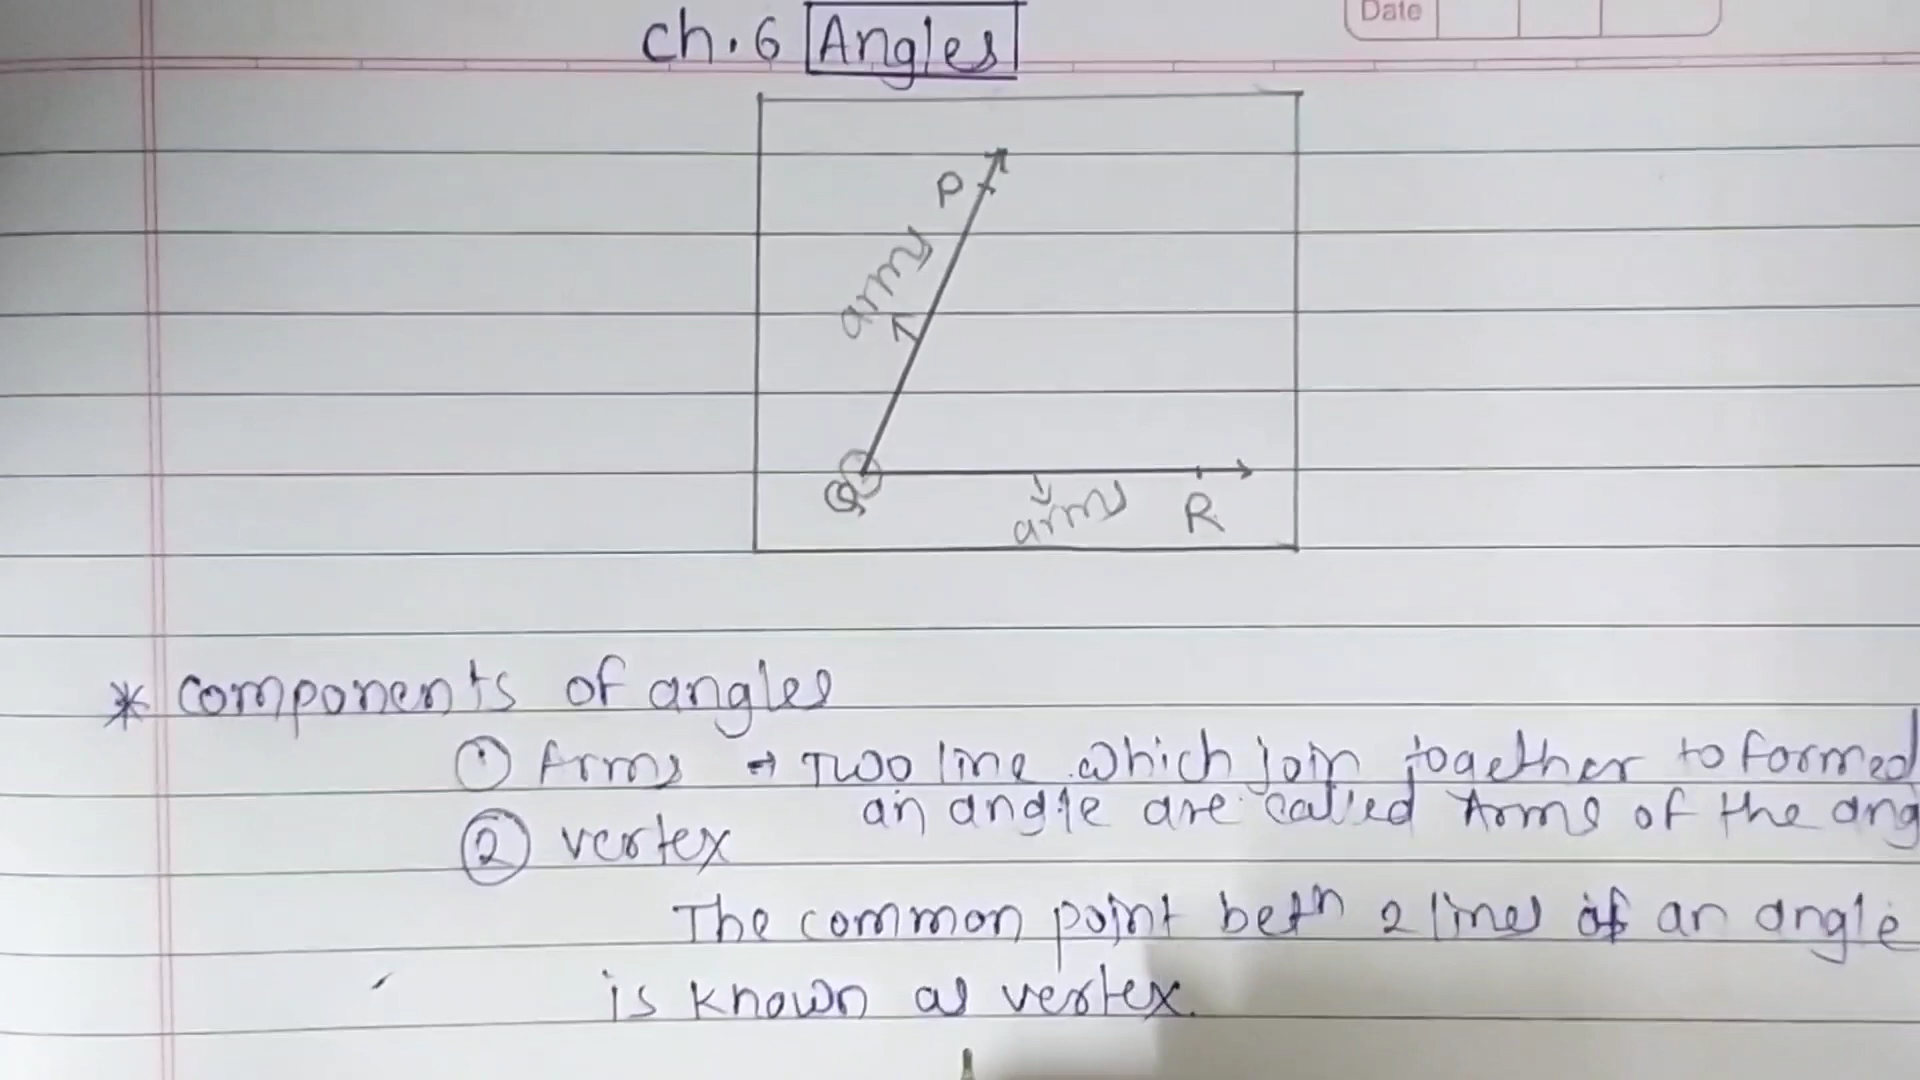 Date
Ch. 6 Angles
P
arms
Q
arms
R
* components of angles
① Arms → Two line which join together to formed
an angle are called Arms of the ang
② vertex
The common point betn 2 lines of an angle
is known as vertex.